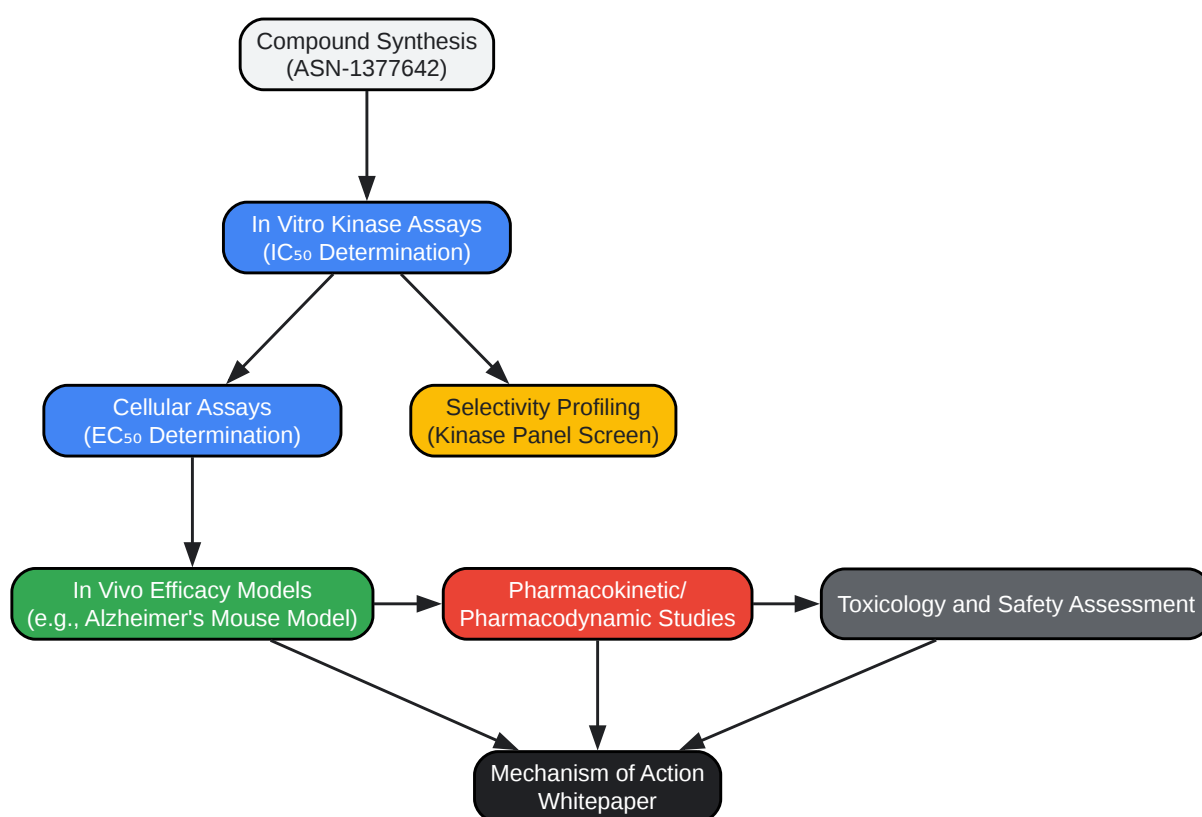 Compound Synthesis
(ASN-1377642)
In Vitro Kinase Assays
(IC₅₀ Determination)
Cellular Assays
(EC₅₀ Determination)
Selectivity Profiling
(Kinase Panel Screen)
In Vivo Efficacy Models
(e.g., Alzheimer's Mouse Model)
Pharmacokinetic/
Pharmacodynamic Studies
Toxicology and Safety Assessment
Mechanism of Action
Whitepaper